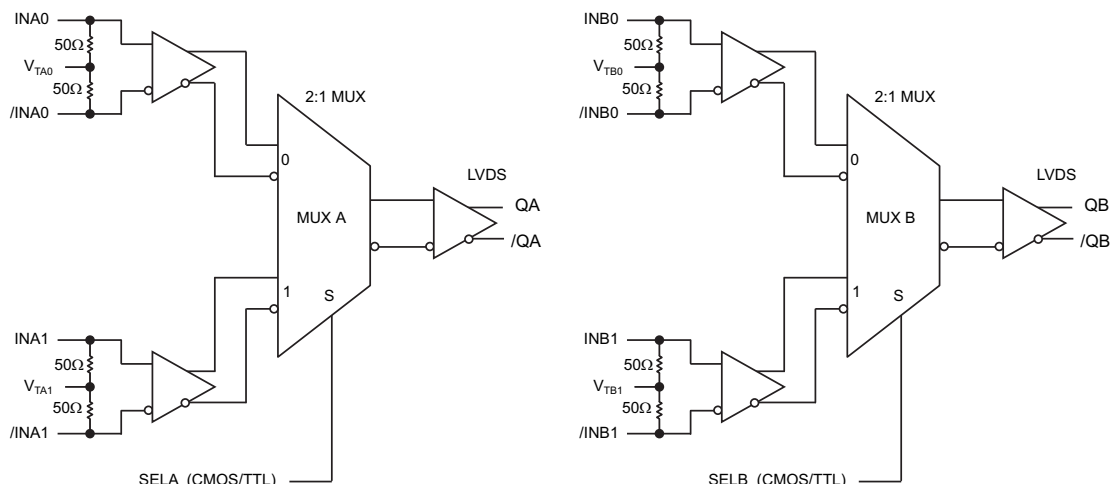 INA0
50Ω
VTA0
50Ω
/INA0
2:1 MUX
0
MUX A
LVDS
QA
/QA
1
S
INA1
50Ω
VTA1
50Ω
/INA1
SELA (CMOS/TTL)
INB0
50Ω
VTB0
50Ω
/INB0
2:1 MUX
0
MUX B
LVDS
QB
/QB
1
S
INB1
50Ω
VTB1
50Ω
/INB1
SELB (CMOS/TTL)